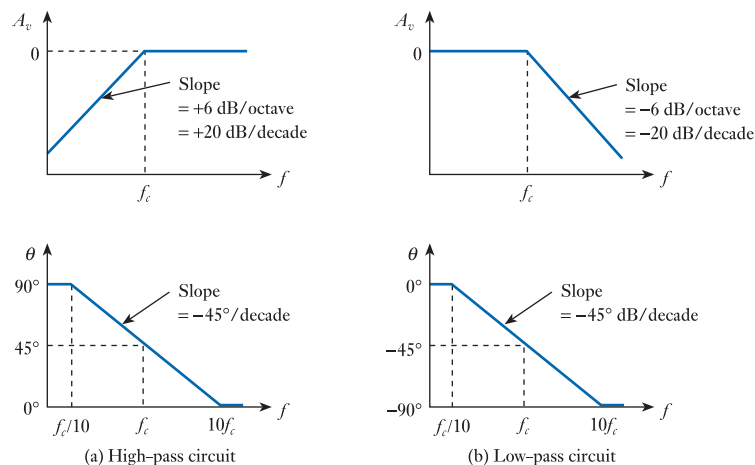 A_v
0
Slope
= +6 dB/octave
= +20 dB/decade
f_c
f
A_v
0
Slope
= −6 dB/octave
= −20 dB/decade
f_c
f
θ
90°
Slope
= −45°/decade
45°
0°
f_c/10
f_c
10f_c
f
(a) High–pass circuit
θ
0°
Slope
= −45° dB/decade
−45°
−90°
f_c/10
f_c
10f_c
f
(b) Low–pass circuit